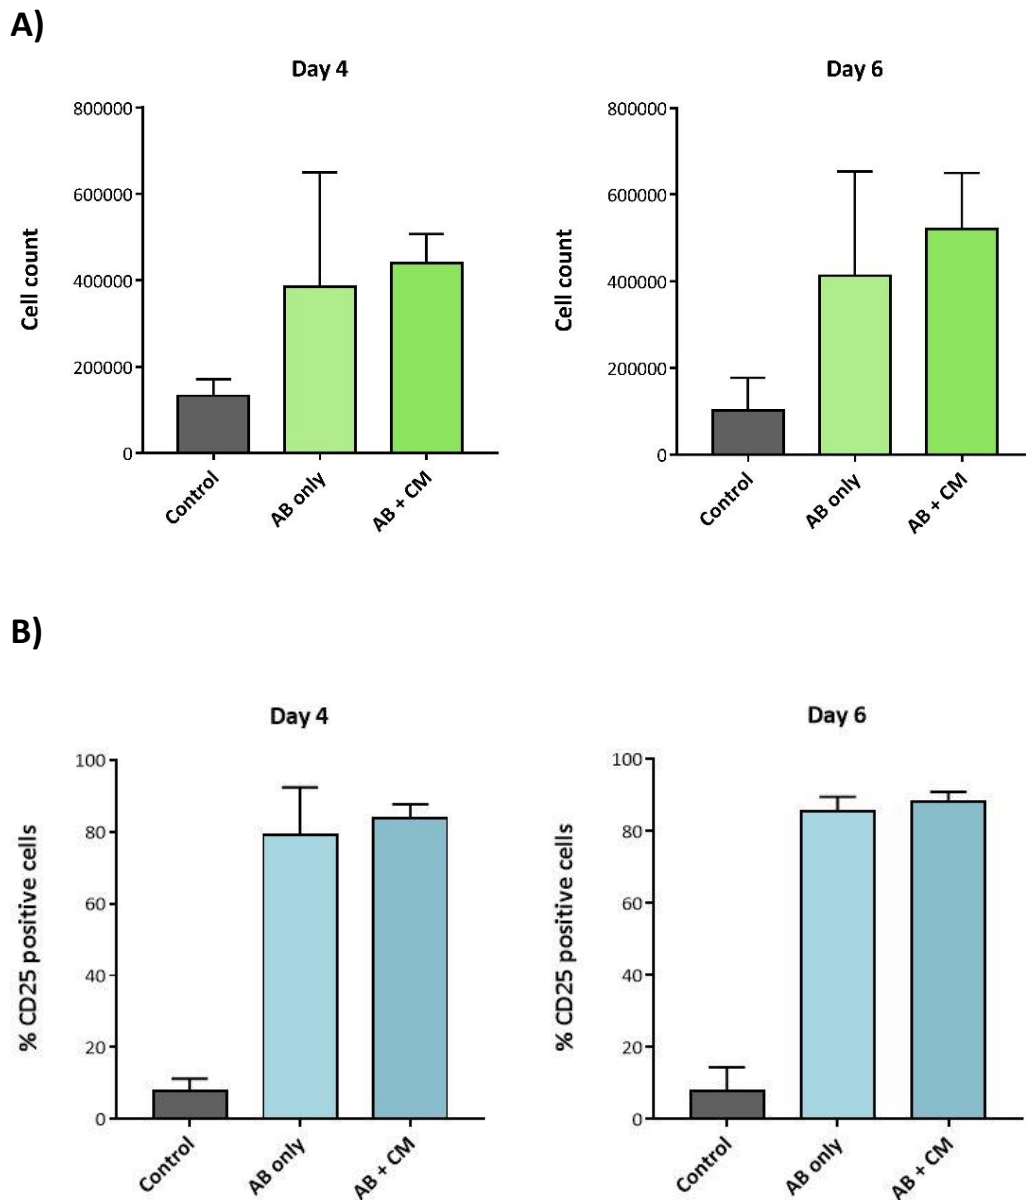 A)
Day 4
Day 6
Cell count
800000
600000
400000
200000
0
Control
AB only
AB + CM
Cell count
800000
600000
400000
200000
0
Control
AB only
AB + CM
B)
Day 4
Day 6
% CD25 positive cells
100
80
60
40
20
0
Control
AB only
AB + CM
% CD25 positive cells
100
80
60
40
20
0
Control
AB only
AB + CM